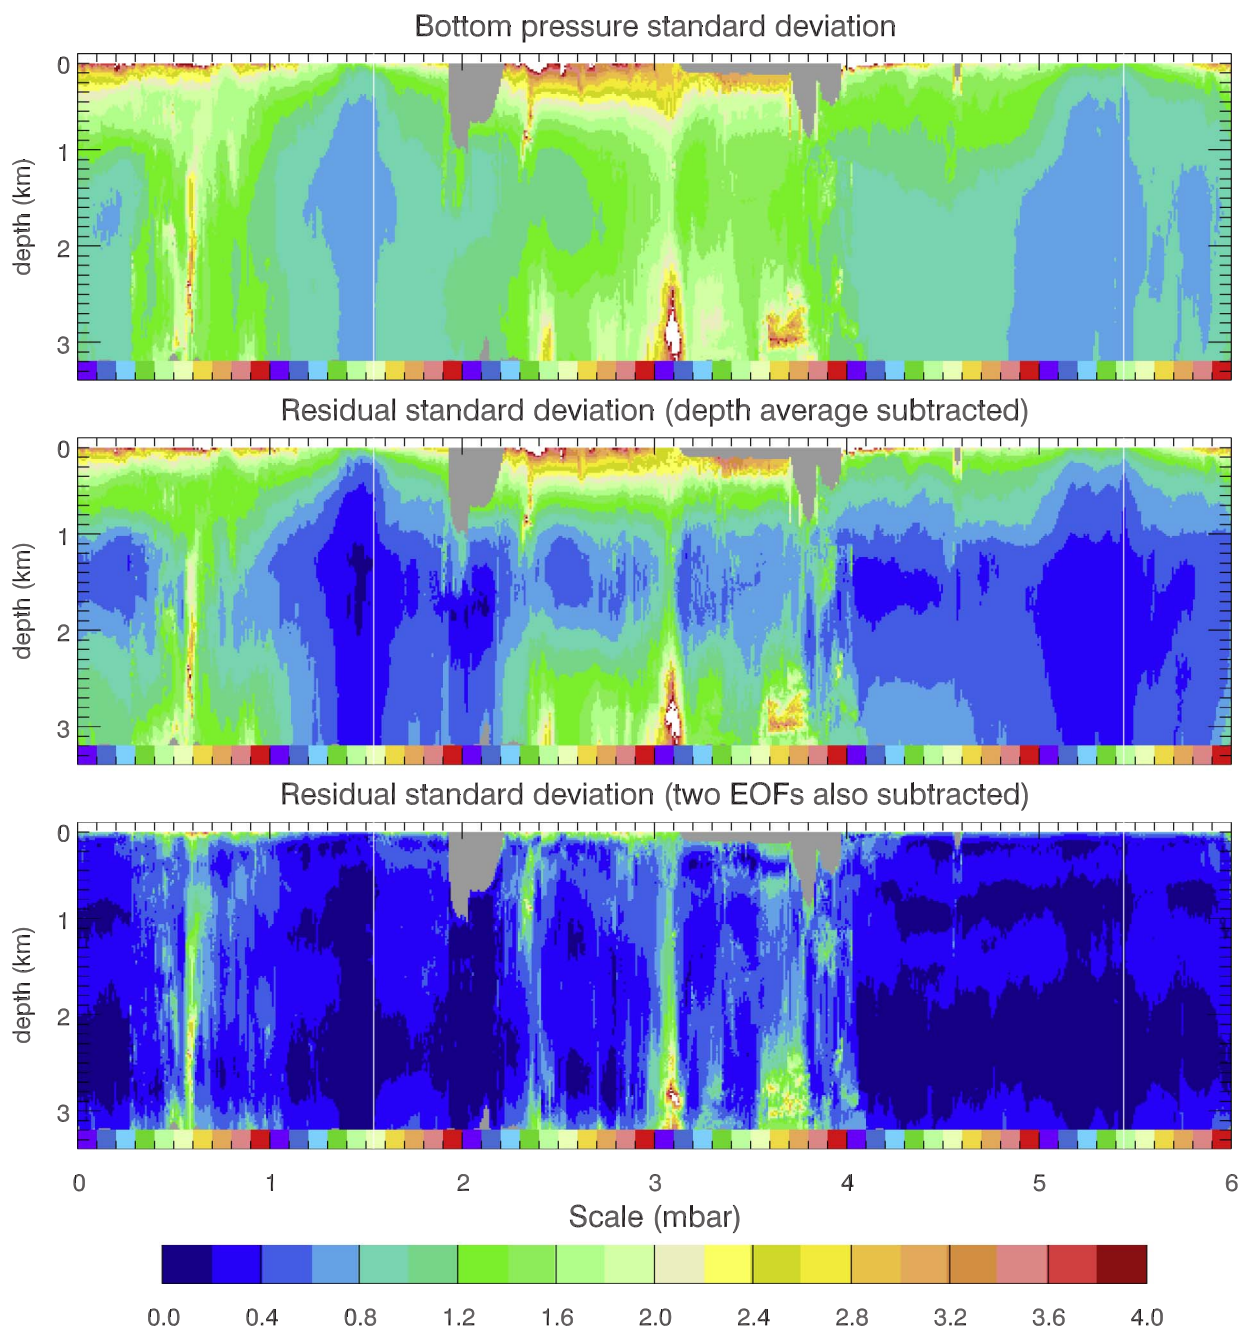 Bottom pressure standard deviation
0
1
2
3
depth (km)
Residual standard deviation (depth average subtracted)
0
1
2
3
depth (km)
Residual standard deviation (two EOFs also subtracted)
0
1
2
3
depth (km)
0 1 2 3 4 5 6
Scale (mbar)
0.0 0.4 0.8 1.2 1.6 2.0 2.4 2.8 3.2 3.6 4.0